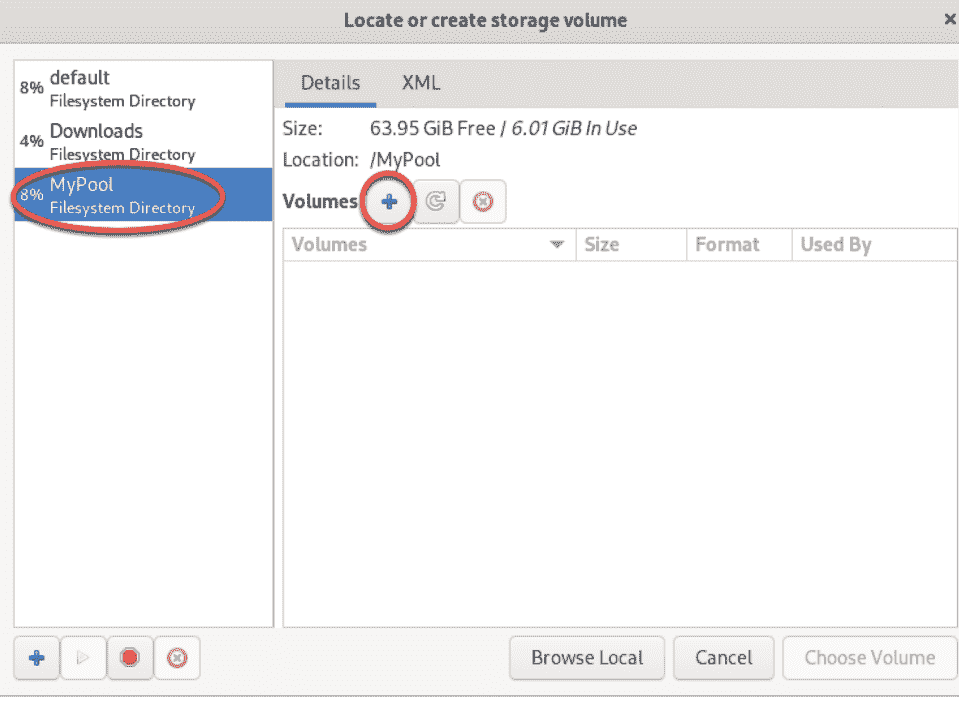 Locate or create storage volume
8% default
Filesystem Directory
4% Downloads
Filesystem Directory
8% MyPool
Filesystem Directory
Details XML
Size: 63.95 GiB Free / 6.01 GiB In Use
Location: /MyPool
Volumes
Volumes Size Format Used By
Browse Local Cancel Choose Volume